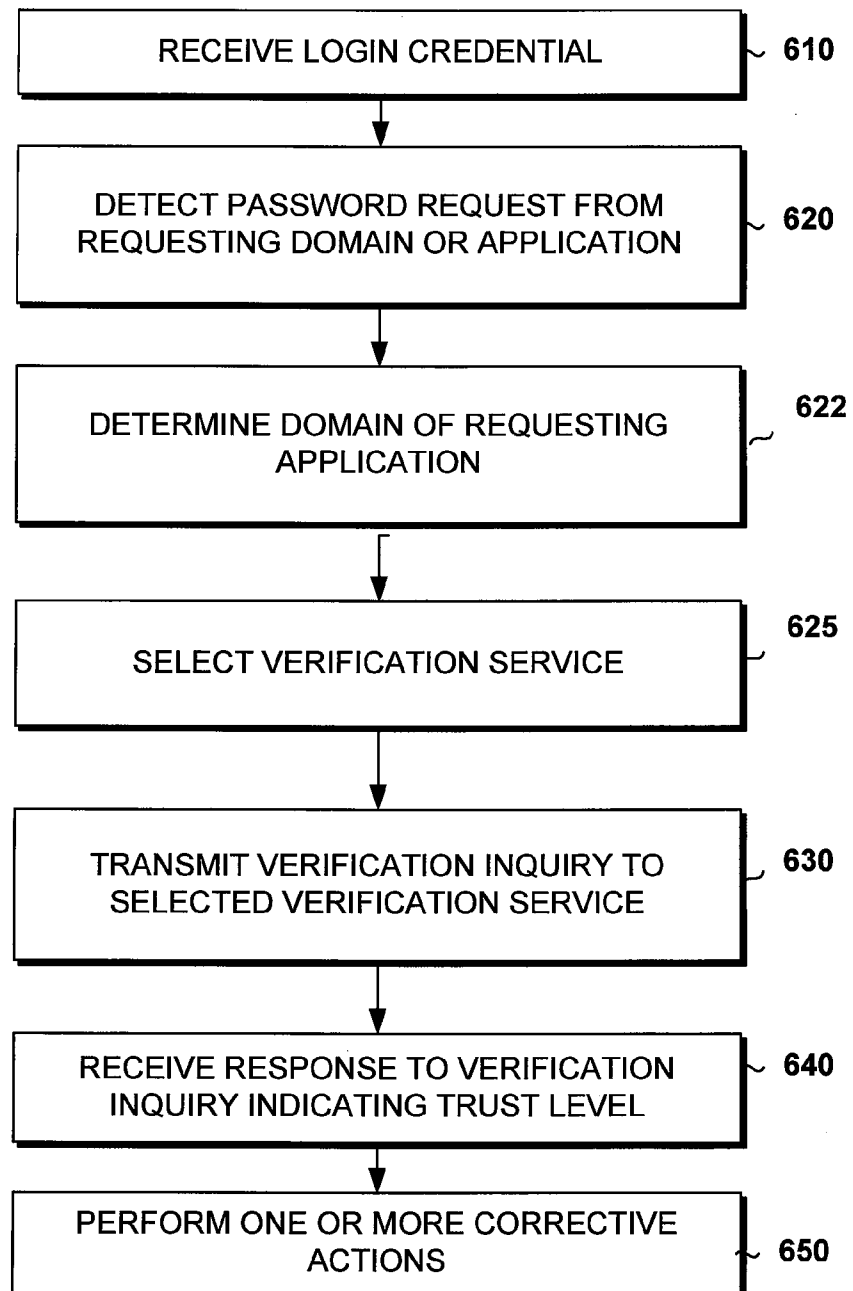 RECEIVE LOGIN CREDENTIAL
610
DETECT PASSWORD REQUEST FROM
REQUESTING DOMAIN OR APPLICATION
620
DETERMINE DOMAIN OF REQUESTING
APPLICATION
622
SELECT VERIFICATION SERVICE
625
TRANSMIT VERIFICATION INQUIRY TO
SELECTED VERIFICATION SERVICE
630
RECEIVE RESPONSE TO VERIFICATION
INQUIRY INDICATING TRUST LEVEL
640
PERFORM ONE OR MORE CORRECTIVE
ACTIONS
650